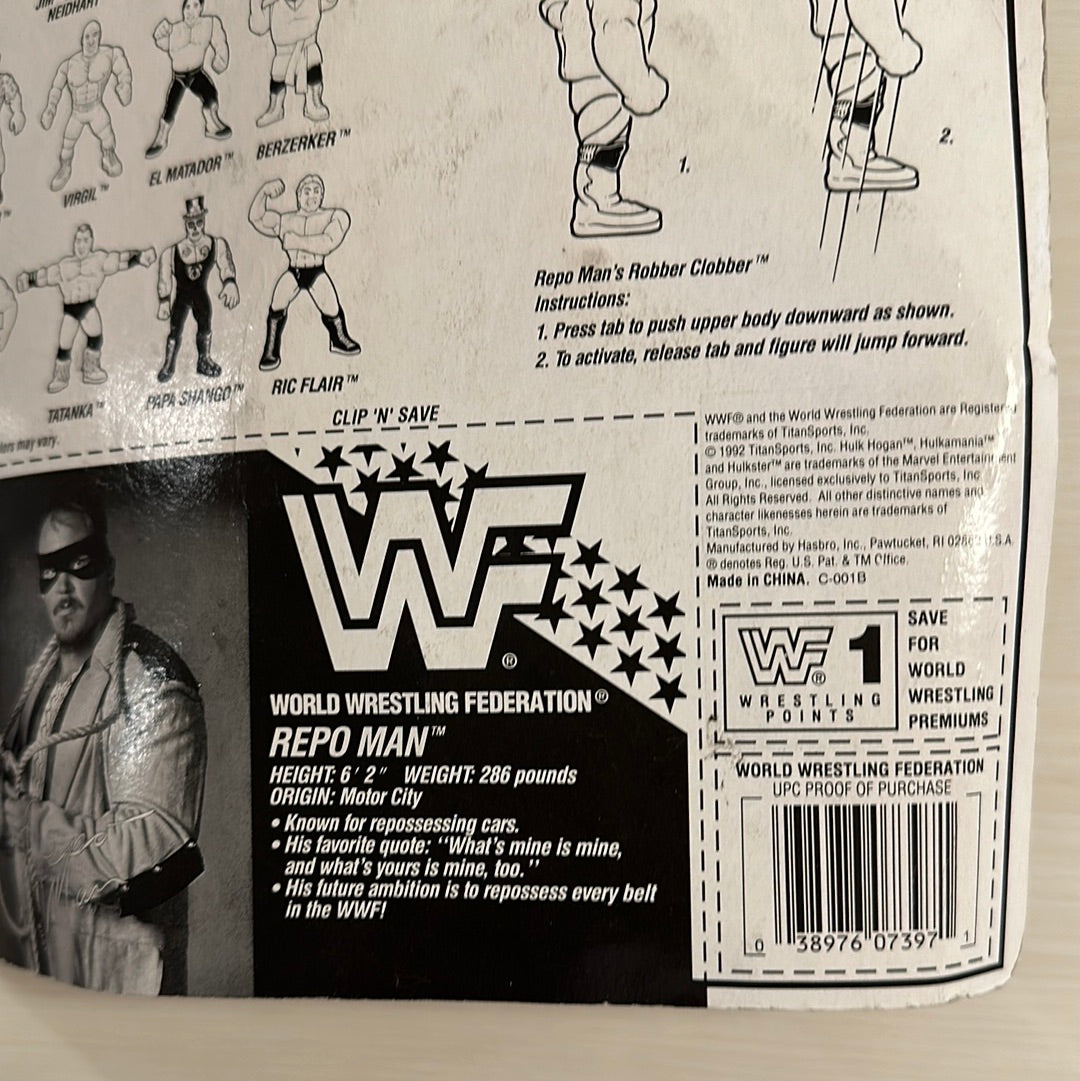 NEIDHART
VIRGIL™
EL MATADOR™
BERZERKER™
TATANKA™
PAPA SHANGO™
RIC FLAIR™
may vary.
1.
2.
Repo Man's Robber Clobber™
Instructions:
1. Press tab to push upper body downward as shown.
2. To activate, release tab and figure will jump forward.
CLIP 'N' SAVE
WWF® and the World Wrestling Federation are Registered
trademarks of TitanSports, Inc.
© 1992 TitanSports, Inc. Hulk Hogan™, Hulkamania™
and Hulkster™ are trademarks of the Marvel Entertainment
Group, Inc., licensed exclusively to TitanSports, Inc.
All Rights Reserved. All other distinctive names and
character likenesses herein are trademarks of
TitanSports, Inc.
Manufactured by Hasbro, Inc., Pawtucket, RI U.S.A.
® denotes Reg. U.S. Pat. & TM Office.
Made in CHINA. C-001B
WF
®
WORLD WRESTLING FEDERATION®
REPO MAN™
HEIGHT: 6' 2" WEIGHT: 286 pounds
ORIGIN: Motor City
• Known for repossessing cars.
• His favorite quote: "What's mine is mine,
and what's yours is mine, too."
• His future ambition is to repossess every belt
in the WWF!
WF® 1
WRESTLING
POINTS
SAVE
FOR
WORLD
WRESTLING
PREMIUMS
WORLD WRESTLING FEDERATION
UPC PROOF OF PURCHASE
0 38976 07397 1